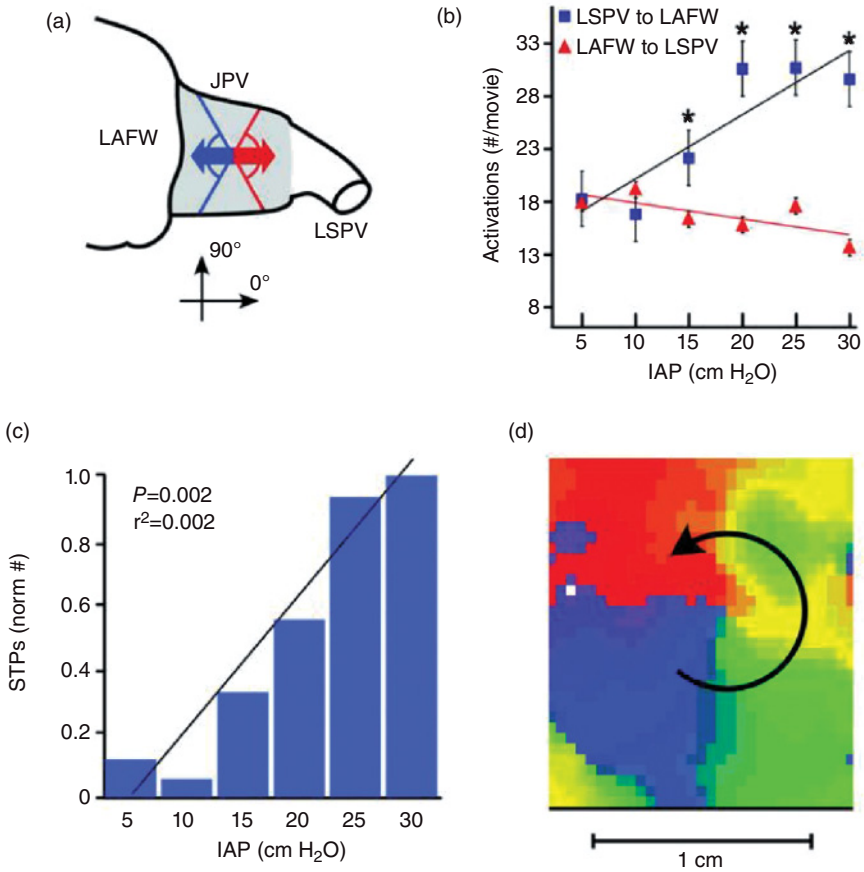 (a)
JPV
LAFW
LSPV
90°
0°
(b)
LSPV to LAFW
LAFW to LSPV
Activations (#/movie)
33
28
23
18
13
8
* * * *
5 10 15 20 25 30
IAP (cm H₂O)
(c)
P=0.002
r²=0.002
STPs (norm #)
1.0
0.8
0.6
0.4
0.2
0
5 10 15 20 25 30
IAP (cm H₂O)
(d)
1 cm